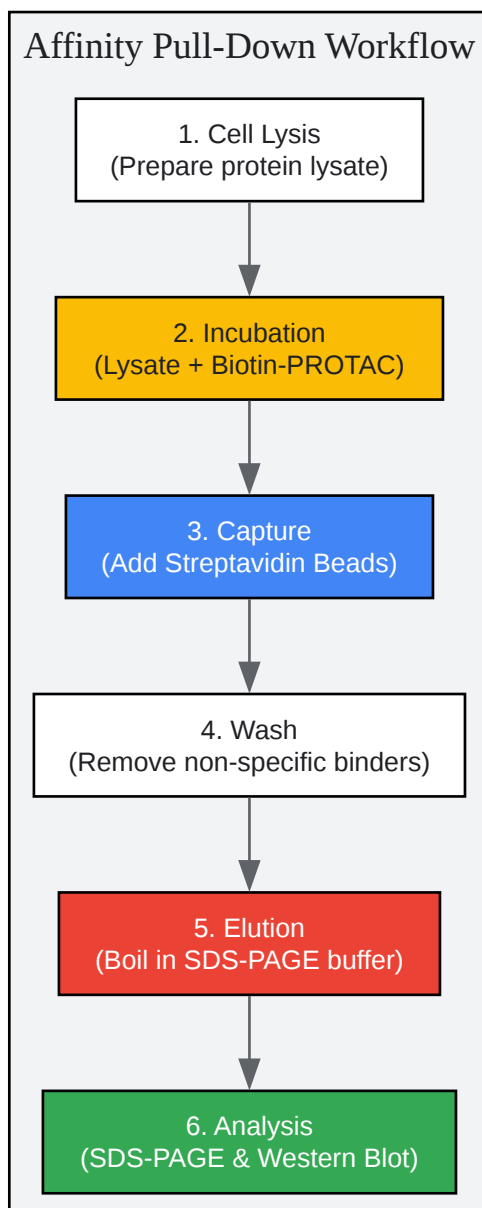 Affinity Pull-Down Workflow
1. Cell Lysis
(Prepare protein lysate)
2. Incubation
(Lysate + Biotin-PROTAC)
3. Capture
(Add Streptavidin Beads)
4. Wash
(Remove non-specific binders)
5. Elution
(Boil in SDS-PAGE buffer)
6. Analysis
(SDS-PAGE & Western Blot)